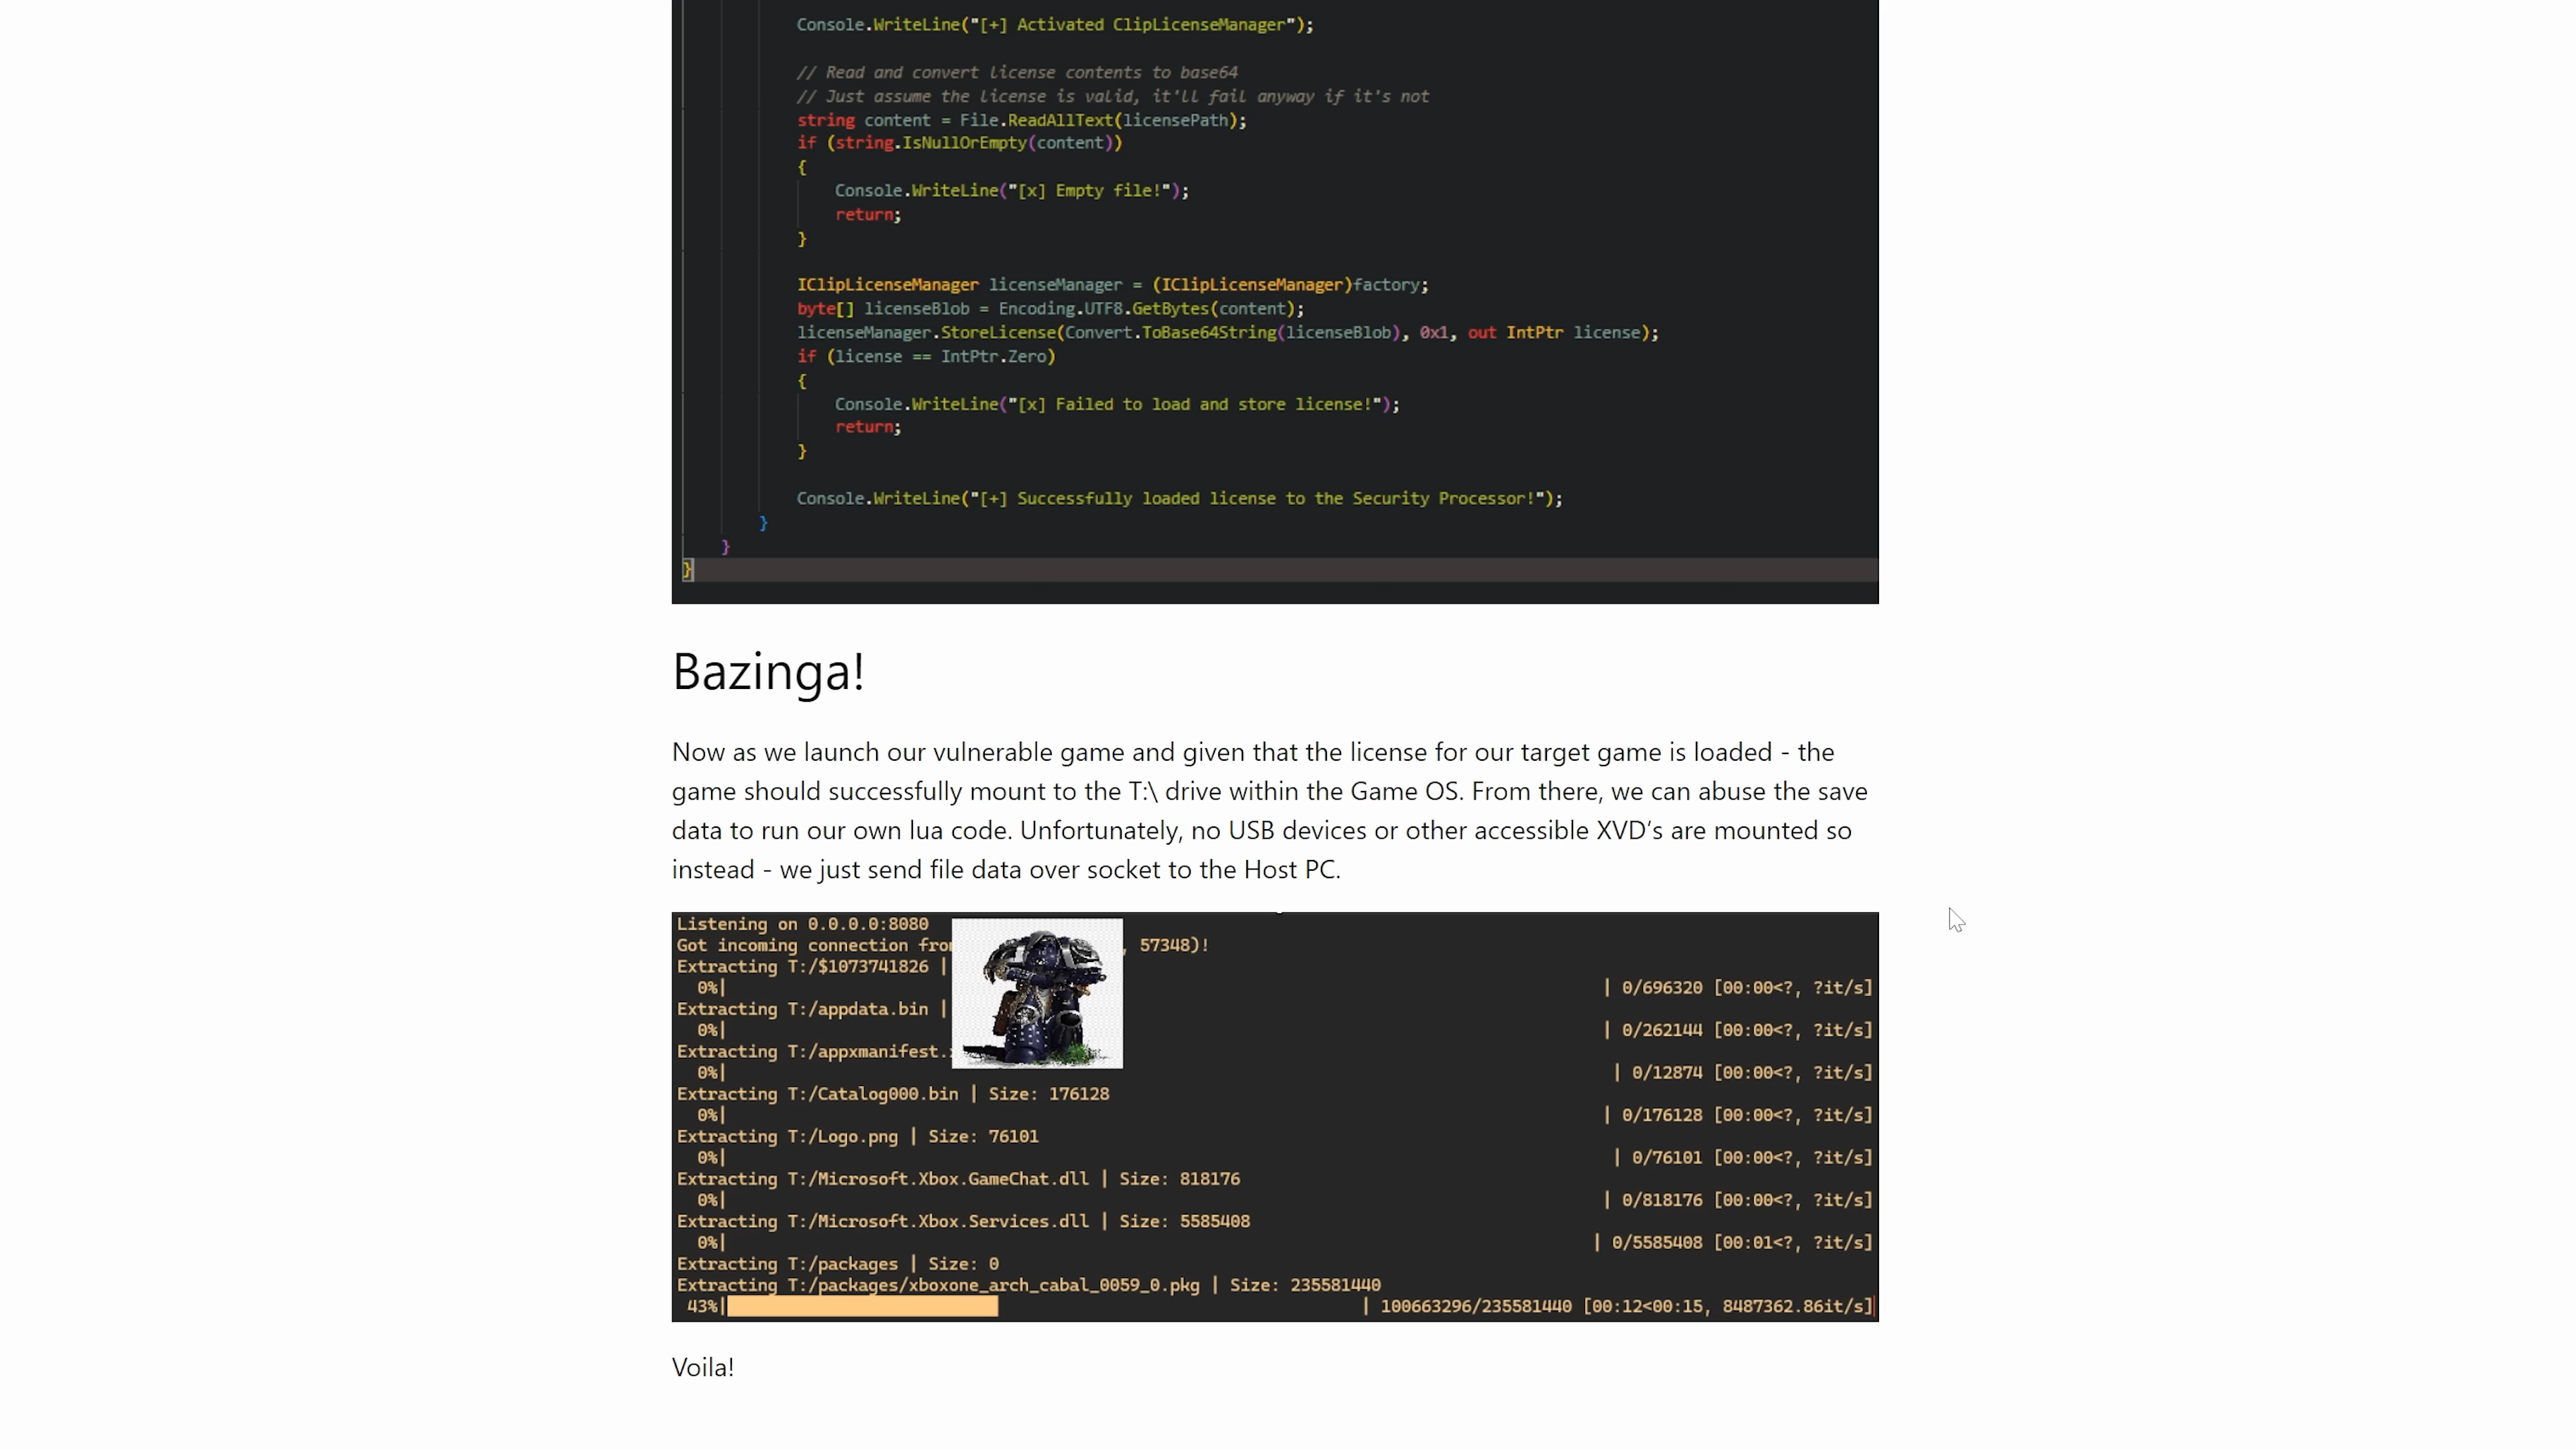 Console.WriteLine("[+] Activated ClipLicenseManager");
// Read and convert license contents to base64
// Just assume the license is valid, it'll fail anyway if it's not
string content = File.ReadAllText(licensePath);
if (string.IsNullOrEmpty(content))
{
Console.WriteLine("[x] Empty file!");
return;
}
IClipLicenseManager licenseManager = (IClipLicenseManager)factory;
byte[] licenseBlob = Encoding.UTF8.GetBytes(content);
licenseManager.StoreLicense(Convert.ToBase64String(licenseBlob), 0x1, out IntPtr license);
if (license == IntPtr.Zero)
{
Console.WriteLine("[x] Failed to load and store license!");
return;
}
Console.WriteLine("[+] Successfully loaded license to the Security Processor!");
}
}
}
Bazinga!
Now as we launch our vulnerable game and given that the license for our target game is loaded - the
game should successfully mount to the T:\ drive within the Game OS. From there, we can abuse the save
data to run our own lua code. Unfortunately, no USB devices or other accessible XVD's are mounted so
instead - we just send file data over socket to the Host PC.
Listening on 0.0.0.0:8080
Got incoming connection , 57348)!
Extracting T:/$1073741826 |
0%| | 0/696320 [00:00<?, ?it/s]
Extracting T:/appdata.bin |
0%| | 0/262144 [00:00<?, ?it/s]
Extracting T:/appxmanifest.
0%| | 0/12874 [00:00<?, ?it/s]
Extracting T:/Catalog000.bin | Size: 176128
0%| | 0/176128 [00:00<?, ?it/s]
Extracting T:/Logo.png | Size: 76101
0%| | 0/76101 [00:00<?, ?it/s]
Extracting T:/Microsoft.Xbox.GameChat.dll | Size: 818176
0%| | 0/818176 [00:00<?, ?it/s]
Extracting T:/Microsoft.Xbox.Services.dll | Size: 5585408
0%| | 0/5585408 [00:01<?, ?it/s]
Extracting T:/packages | Size: 0
Extracting T:/packages/xboxone_arch_cabal_0059_0.pkg | Size: 235581440
43%| | 100663296/235581440 [00:12<00:15, 8487362.86it/s]
Voila!